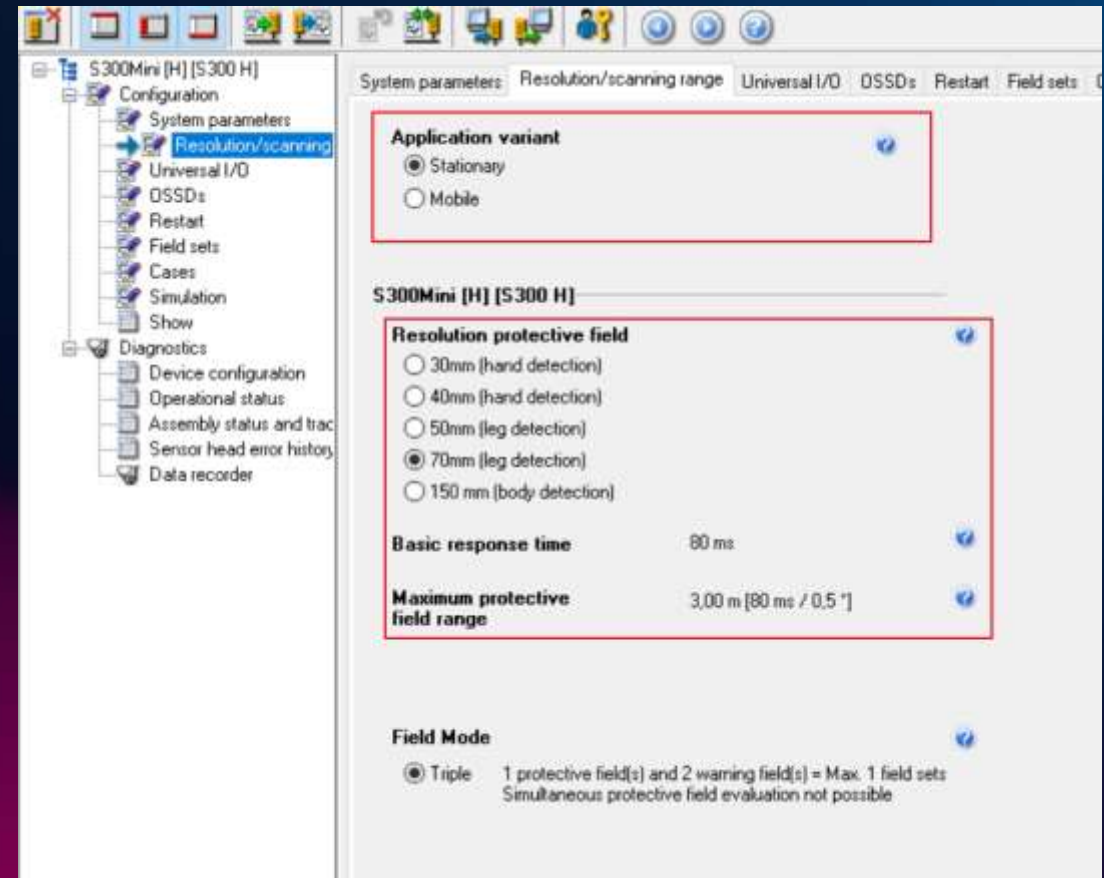 S300Mini [H] [S300 H]
Configuration
System parameters
Resolution/scanning
Universal I/O
OSSDs
Restart
Field sets
Cases
Simulation
Show
Diagnostics
Device configuration
Operational status
Assembly status and trac
Sensor head error history
Data recorder
System parameters Resolution/scanning range Universal I/O OSSDs Restart Field sets
Application variant
Stationary
Mobile
S300Mini [H] [S300 H]
Resolution protective field
30mm (hand detection)
40mm (hand detection)
50mm (leg detection)
70mm (leg detection)
150 mm (body detection)
Basic response time 80 ms
Maximum protective
field range 3,00 m [80 ms / 0,5 °]
Field Mode
Triple 1 protective field(s) and 2 warning field(s) = Max. 1 field sets
Simultaneous protective field evaluation not possible